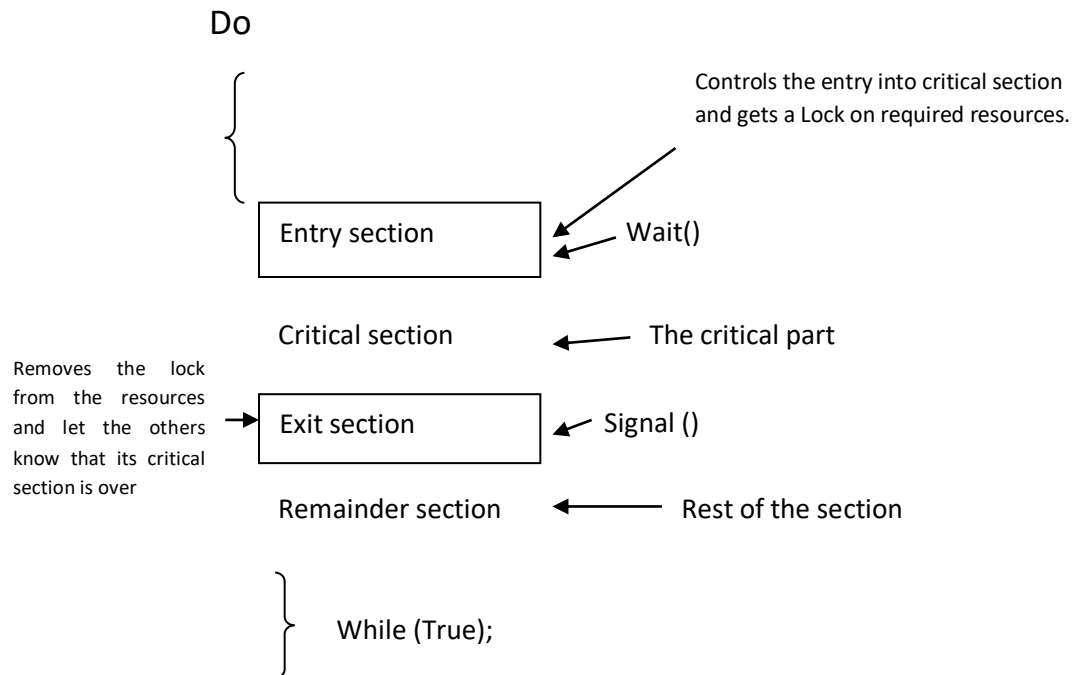 Do
{
Controls the entry into critical section
and gets a Lock on required resources.
Entry section
Wait()
Critical section
The critical part
Removes the lock
from the resources
and let the others
know that its critical
section is over
Exit section
Signal ()
Remainder section
Rest of the section
}
While (True);